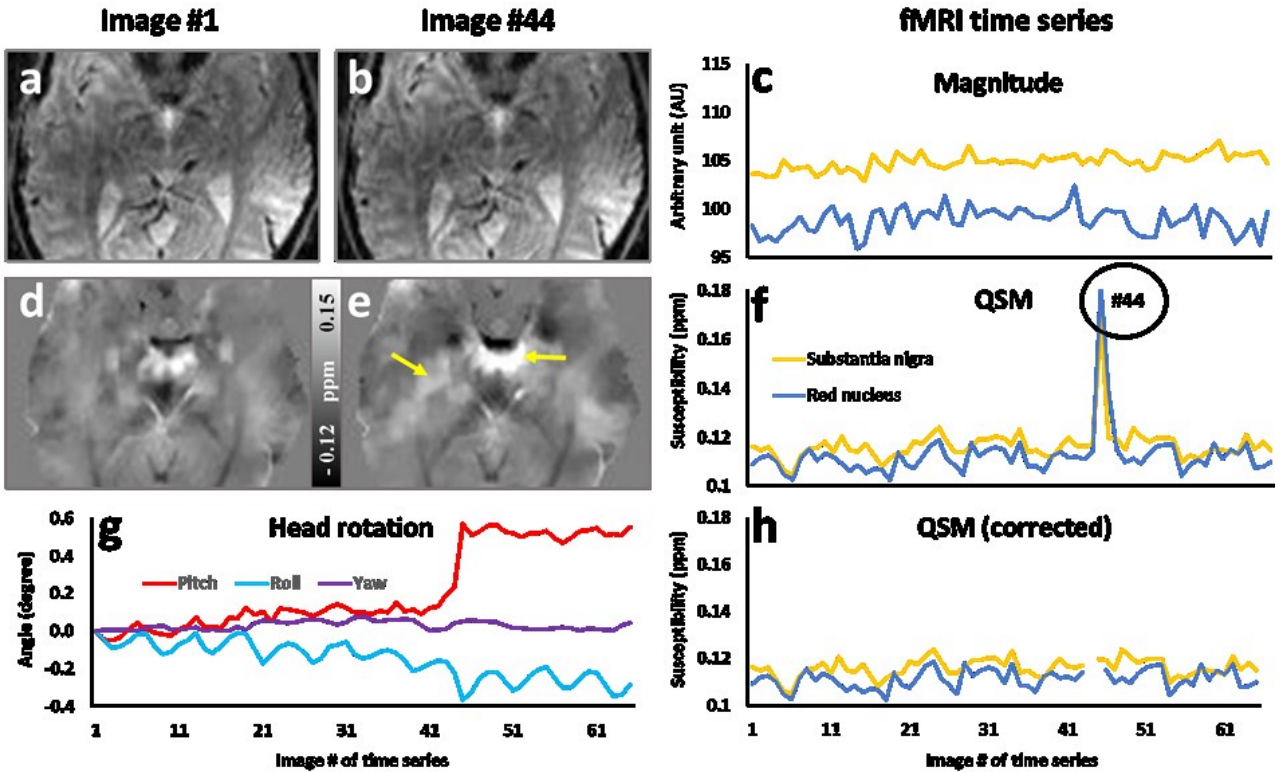 Image #1
Image #44
fMRI time series
a
b
c
Magnitude
Arbitrary unit (AU)
115
110
105
100
95
d
e
- 0.12 ppm 0.15
f
QSM
#44
Susceptibility (ppm)
0.18
0.16
0.14
0.12
0.1
Substantia nigra
Red nucleus
g
Head rotation
Angle (degree)
0.6
0.4
0.2
0.0
-0.2
-0.4
Pitch
Roll
Yaw
1
11
21
31
41
51
61
Image # of time series
h
QSM (corrected)
Susceptibility (ppm)
0.18
0.16
0.14
0.12
0.1
1
11
21
31
41
51
61
Image # of time series